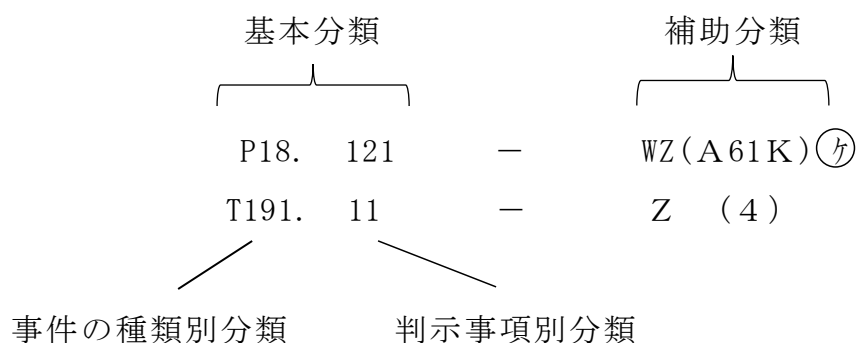 基本分類 補助分類
P18. 121 － WZ(A61K)㋘
T191. 11 － Z (4)
事件の種類別分類 判示事項別分類